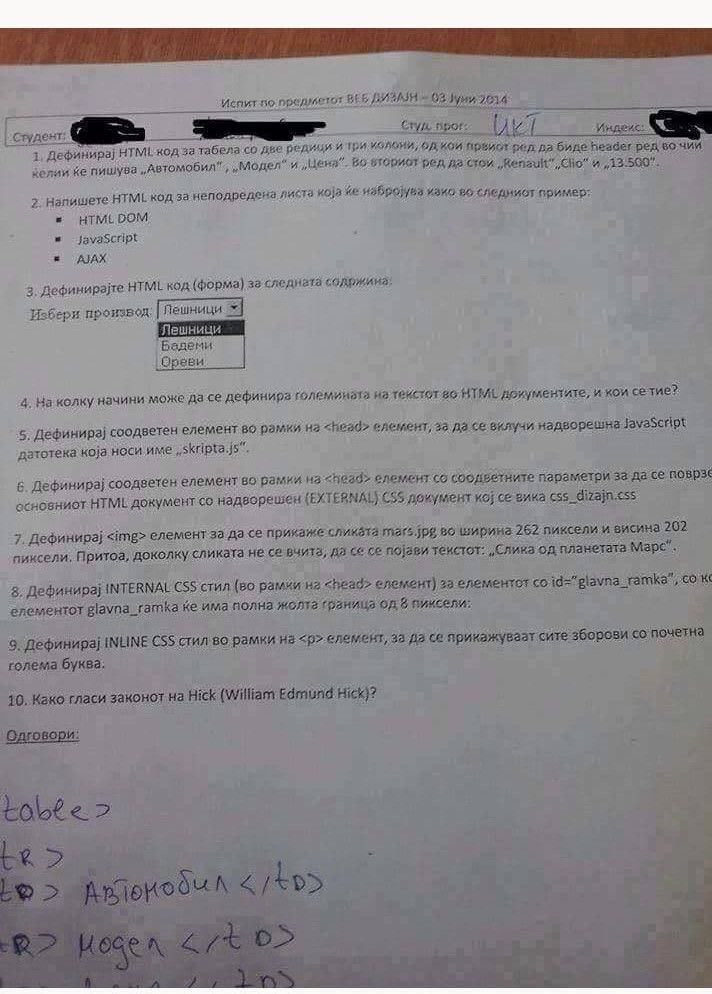 Испит по предметот ВЕБ ДИЗАЈН – 03 Јуни 2014
Студент: Студ. прог: ИКТ Индекс:
1. Дефинирај HTML код за табела со две редици и три колони, од кои првиот ред да биде header ред во чии
ќелии ќе пишува „Автомобил“, „Модел“ и „Цена“. Во вториот ред да стои „Renault“„Clio“ и „13.500“.
2. Напишете HTML код за неподредена листа која ќе набројува како во следниот пример:
▪ HTML DOM
▪ JavaScript
▪ AJAX
3. Дефинирајте HTML код (форма) за следната содржина:
Избери производ: Лешници
Лешници
Бадеми
Ореви
4. На колку начини може да се дефинира големината на текстот во HTML документите, и кои се тие?
5. Дефинирај соодветен елемент во рамки на <head> елемент, за да се вклучи надворешна JavaScript
датотека која носи име „skripta.js“.
6. Дефинирај соодветен елемент во рамки на <head> елемент со соодветните параметри за да се поврзе
основниот HTML документ со надворешен (EXTERNAL) CSS документ кој се вика css_dizajn.css
7. Дефинирај <img> елемент за да се прикаже сликата mars.jpg во ширина 262 пиксели и висина 202
пиксели. Притоа, доколку сликата не се вчита, да се се појави текстот: „Слика од планетата Марс“.
8. Дефинирај INTERNAL CSS стил (во рамки на <head> елемент) за елементот со id=“glavna_ramka“, со
елементот glavna_ramka ќе има полна жолта граница од 8 пиксели:
9. Дефинирај INLINE CSS стил во рамки на <p> елемент, за да се прикажуваат сите зборови со почетна
голема буква.
10. Како гласи законот на Hick (William Edmund Hick)?
Одговори:
table>
tR>
tD> Автомобил </tD>
tR> Модел </tD>
</tD>